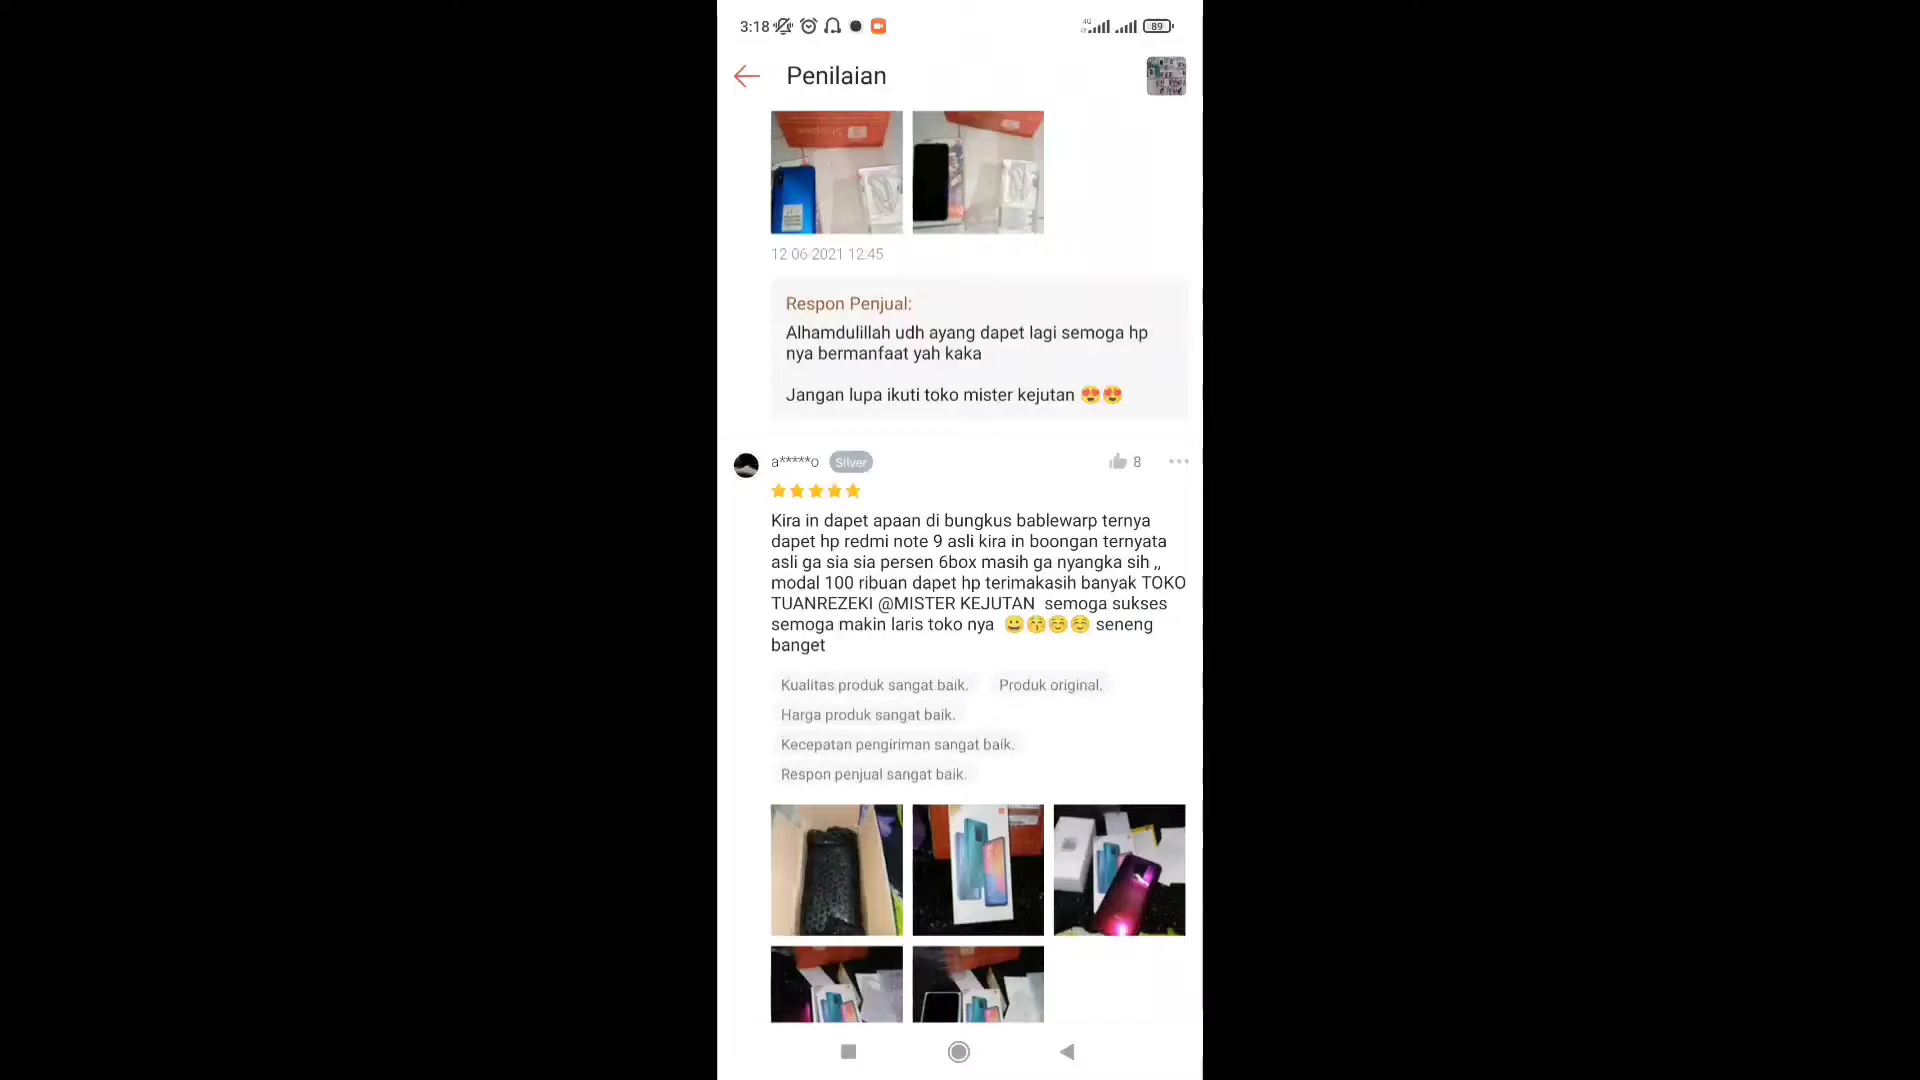 3:18
4G
89
Penilaian
12-06-2021 12:45
Respon Penjual:
Alhamdulillah udh ayang dapet lagi semoga hp
nya bermanfaat yah kaka
Jangan lupa ikuti toko mister kejutan 😍😍
a*****o Silver
8
Kira in dapet apaan di bungkus bablewarp ternya
dapet hp redmi note 9 asli kira in boongan ternyata
asli ga sia sia persen 6box masih ga nyangka sih ,,
modal 100 ribuan dapet hp terimakasih banyak TOKO
TUANREZEKI @MISTER KEJUTAN semoga sukses
semoga makin laris toko nya 😀😚☺️☺️ seneng
banget
Kualitas produk sangat baik. Produk original.
Harga produk sangat baik.
Kecepatan pengiriman sangat baik.
Respon penjual sangat baik.